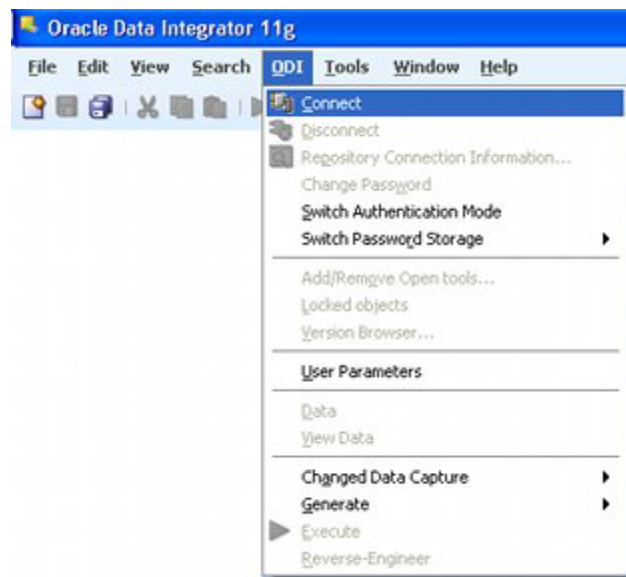 Oracle Data Integrator 11g
File Edit View Search ODI Tools Window Help
Connect
Disconnect
Repository Connection Information...
Change Password
Switch Authentication Mode
Switch Password Storage
Add/Remove Open tools...
Locked objects
Version Browser...
User Parameters
Data
View Data
Changed Data Capture
Generate
Execute
Reverse-Engineer